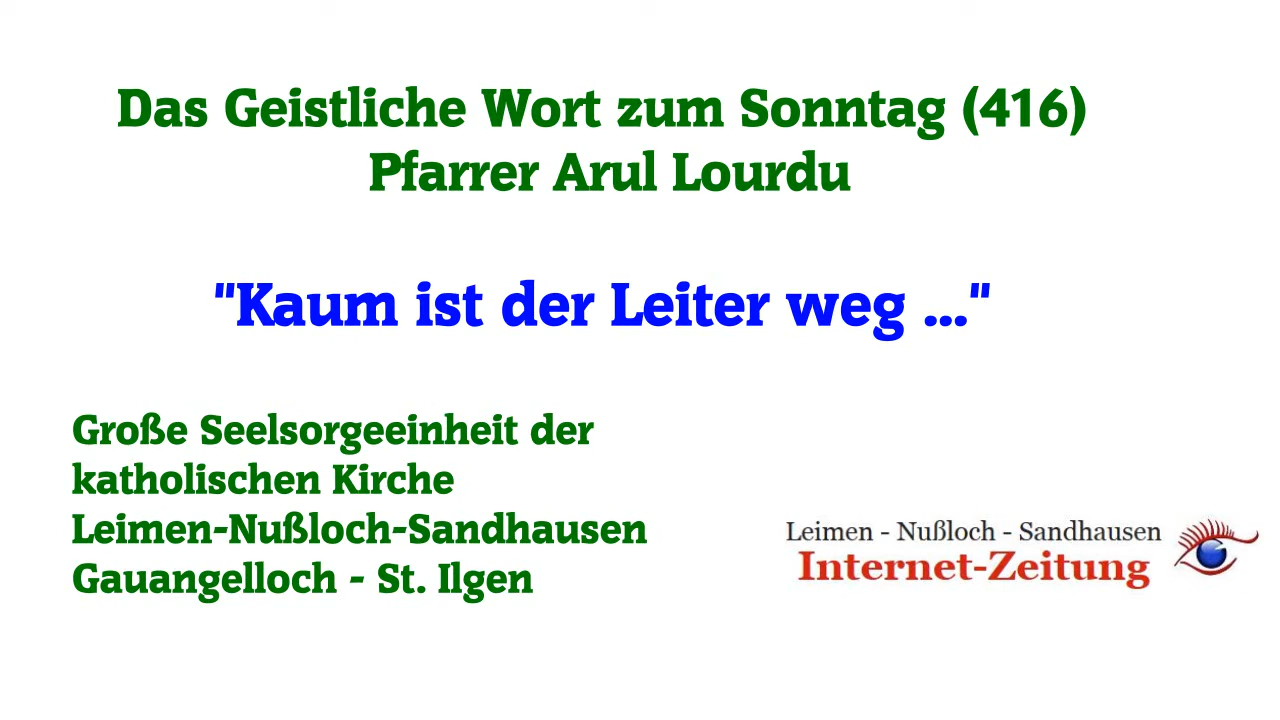 Das Geistliche Wort zum Sonntag (416)
Pfarrer Arul Lourdu
"Kaum ist der Leiter weg ..."
Große Seelsorgeeinheit der
katholischen Kirche
Leimen-Nußloch-Sandhausen
Gauangelloch - St. Ilgen
Leimen - Nußloch - Sandhausen
Internet-Zeitung